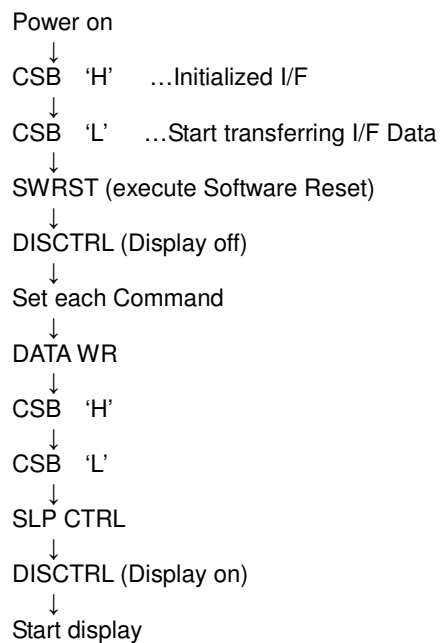 Power on
↓
CSB ‘H’ …Initialized I/F
↓
CSB ‘L’ …Start transferring I/F Data
↓
SWRST (execute Software Reset)
↓
DISCTRL (Display off)
↓
Set each Command
↓
DATA WR
↓
CSB ‘H’
↓
CSB ‘L’
↓
SLP CTRL
↓
DISCTRL (Display on)
↓
Start display